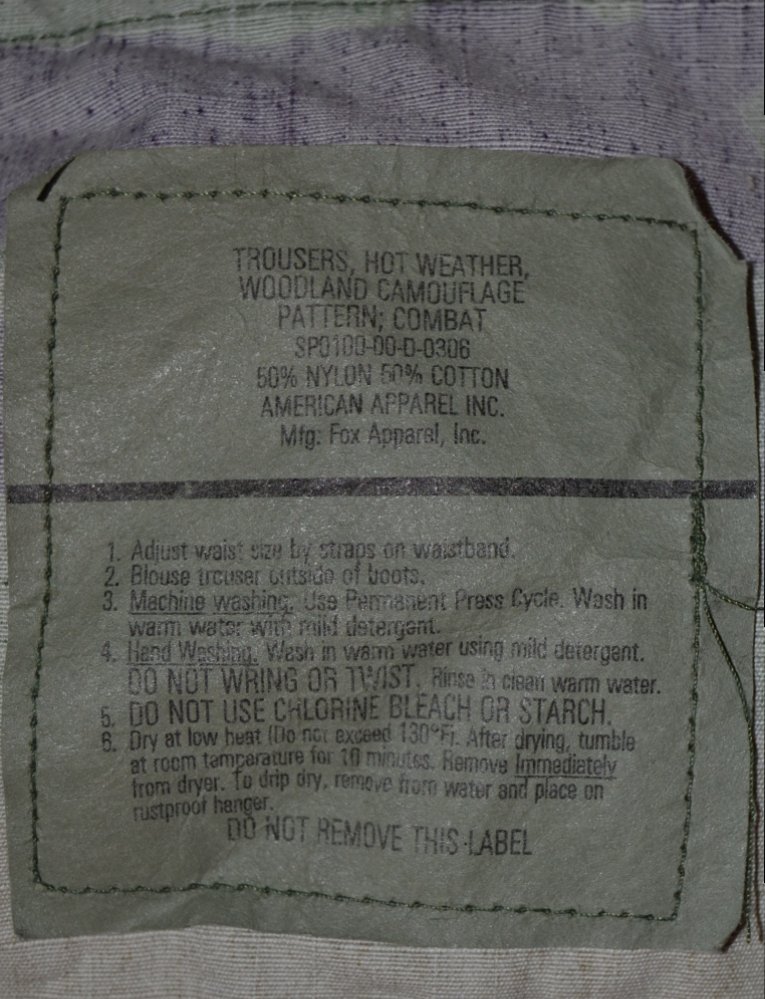 TROUSERS, HOT WEATHER,
WOODLAND CAMOUFLAGE
PATTERN; COMBAT
SP0100-00-D-0306
50% NYLON 50% COTTON
AMERICAN APPAREL INC.
Mfg: Fox Apparel, Inc.
1. Adjust waist size by straps on waistband.
2. Blouse trouser outside of boots.
3. Machine washing. Use Permanent Press Cycle. Wash in
warm water with mild detergent.
4. Hand Washing. Wash in warm water using mild detergent.
DO NOT WRING OR TWIST. Rinse in clean warm water.
5. DO NOT USE CHLORINE BLEACH OR STARCH.
6. Dry at low heat (Do not exceed 130°F). After drying, tumble
at room temperature for 10 minutes. Remove Immediately
from dryer. To drip dry, remove from water and place on
rustproof hanger.
DO NOT REMOVE THIS LABEL